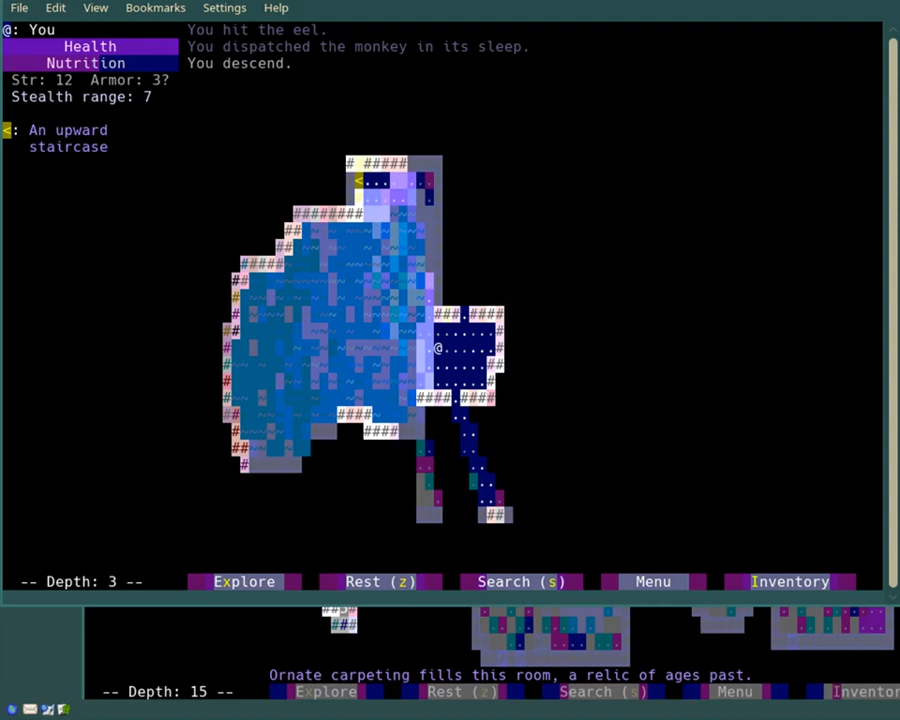 File Edit View Bookmarks Settings Help
@: You
You hit the eel.
Health
You dispatched the monkey in its sleep.
Nutrition
You descend.
Str: 12 Armor: 3?
Stealth range: 7
<: An upward
staircase
-- Depth: 3 --
Explore
Rest (z)
Search (s)
Menu
Inventory
Ornate carpeting fills this room, a relic of ages past.
-- Depth: 15 --
Explore
Rest (z)
Search (s)
Menu
Inventor